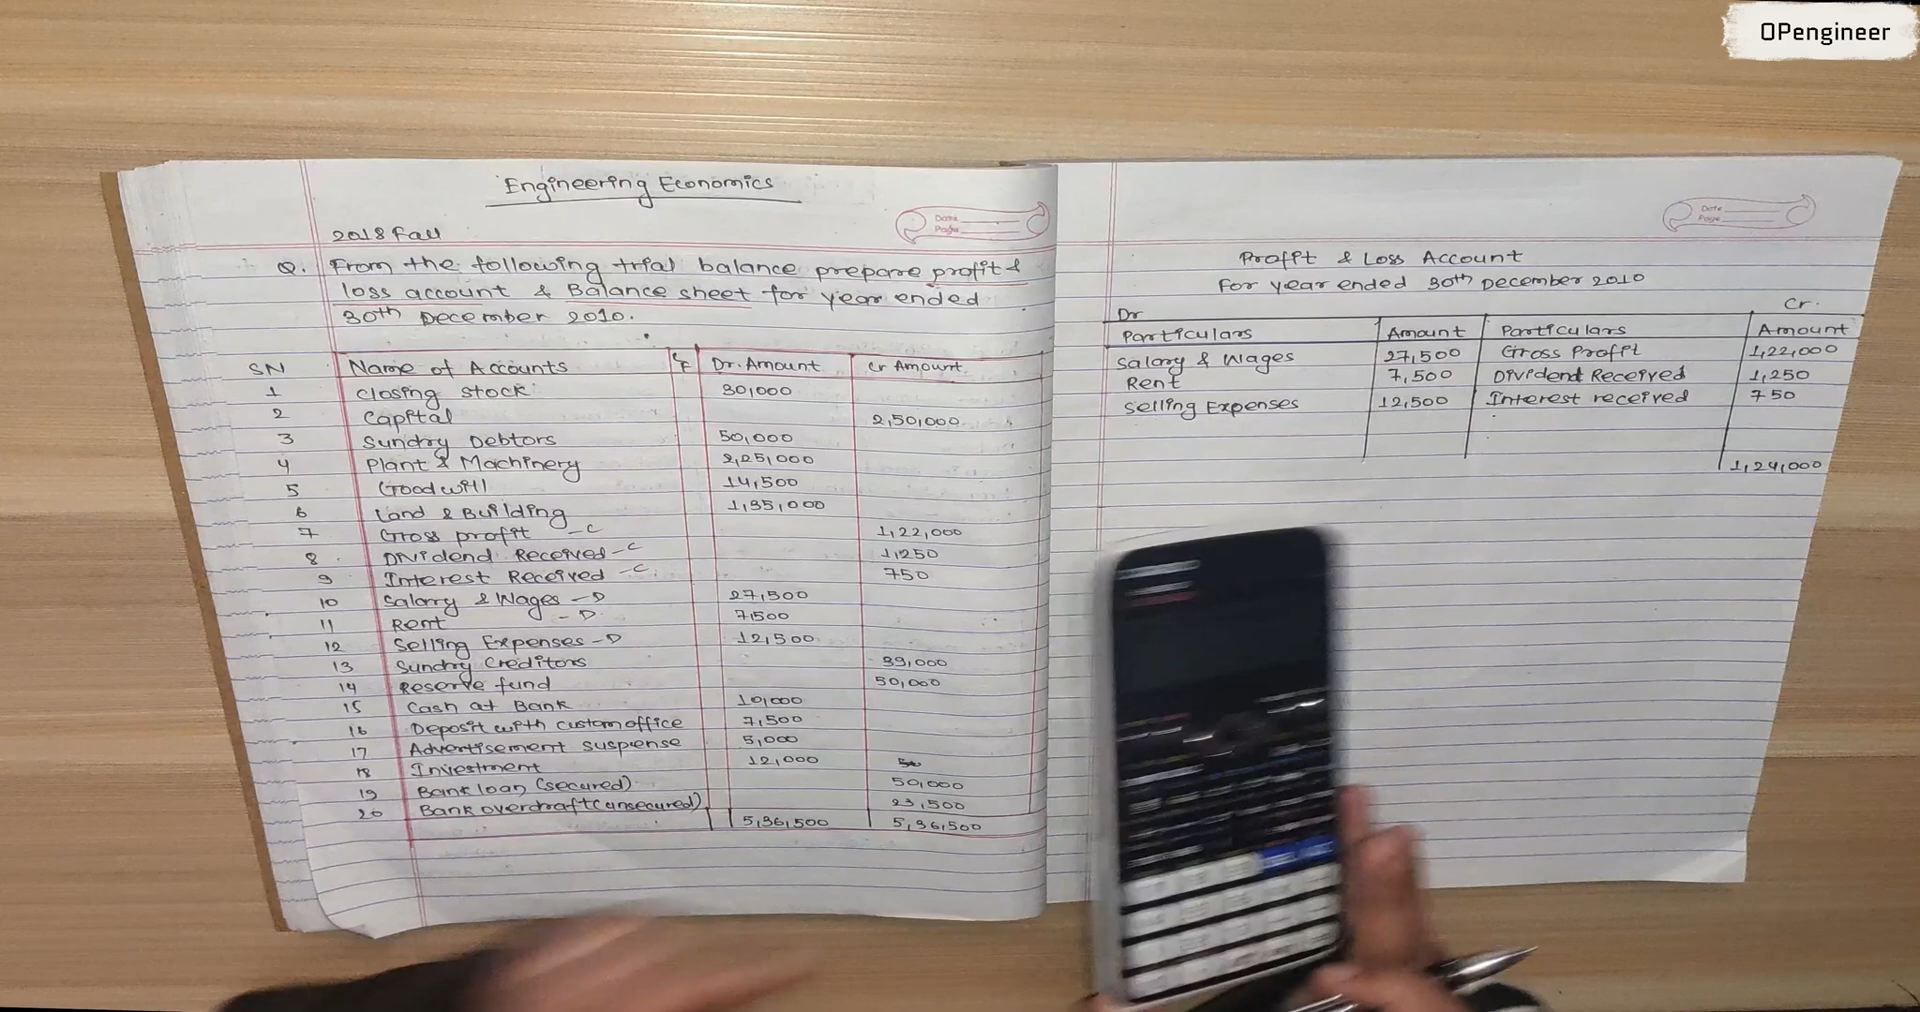 OPengineer
Engineering Economics
Date
Page
2018 Fall
Q. From the following trial balance prepare profit &
loss account & Balance sheet for year ended
30th December 2010.
SN Name of Accounts LF Dr. Amount Cr Amount
1 Closing stock 30,000
2 Capital 2,50,000
3 Sundry Debtors 50,000
4 Plant & Machinery 2,25,000
5 Goodwill 14,500
6 Land & Building 1,35,000
7 Gross profit - C 1,22,000
8 Dividend Received - C 1,250
9 Interest Received - C 750
10 Salary & Wages - D 27,500
11 Rent - D 7,500
12 Selling Expenses - D 12,500
13 Sundry Creditors 39,000
14 Reserve fund 50,000
15 Cash at Bank 10,000
16 Deposit with custom office 7,500
17 Advertisement suspense 5,000
18 Investment 12,000
19 Bank loan (secured) 50,000
20 Bank overdraft (unsecured) 23,500
5,36,500 5,36,500
Date
Page
Profit & Loss Account
For year ended 30th December 2010
Dr Cr.
Particulars Amount Particulars Amount
Salary & Wages 27,500 Gross Profit 1,22,000
Rent 7,500 Dividend Received 1,250
Selling Expenses 12,500 Interest received 750
1,24,000